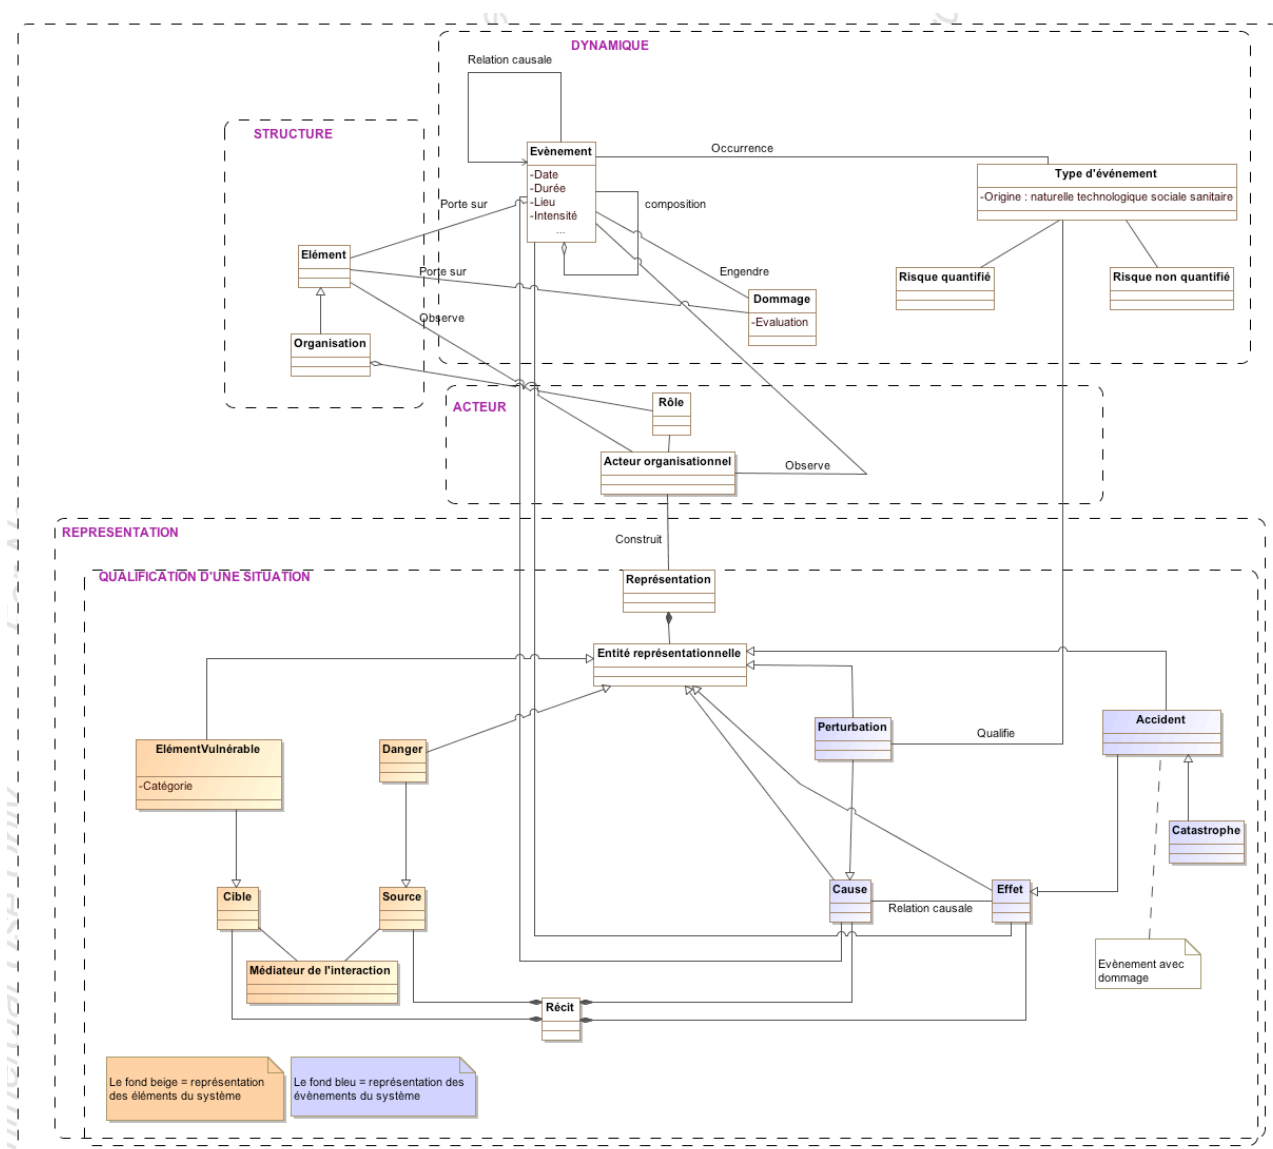 DYNAMIQUE
Relation causale
STRUCTURE
Evènement
-Date
-Durée
-Lieu
-Intensité
...
Occurrence
Type d'événement
-Origine : naturelle technologique sociale sanitaire
Porte sur
composition
Elément
Porte sur
Engendre
Risque quantifié
Risque non quantifié
Dommage
-Evaluation
Observe
Organisation
ACTEUR
Rôle
Acteur organisationnel
Observe
REPRESENTATION
Construit
QUALIFICATION D'UNE SITUATION
Représentation
Entité représentationnelle
ElémentVulnérable
-Catégorie
Danger
Perturbation
Qualifie
Accident
Catastrophe
Cible
Source
Cause
Relation causale
Effet
Médiateur de l'interaction
Evènement avec
dommage
Récit
Le fond beige = représentation
des éléments du système
Le fond bleu = représentation des
évènements du système